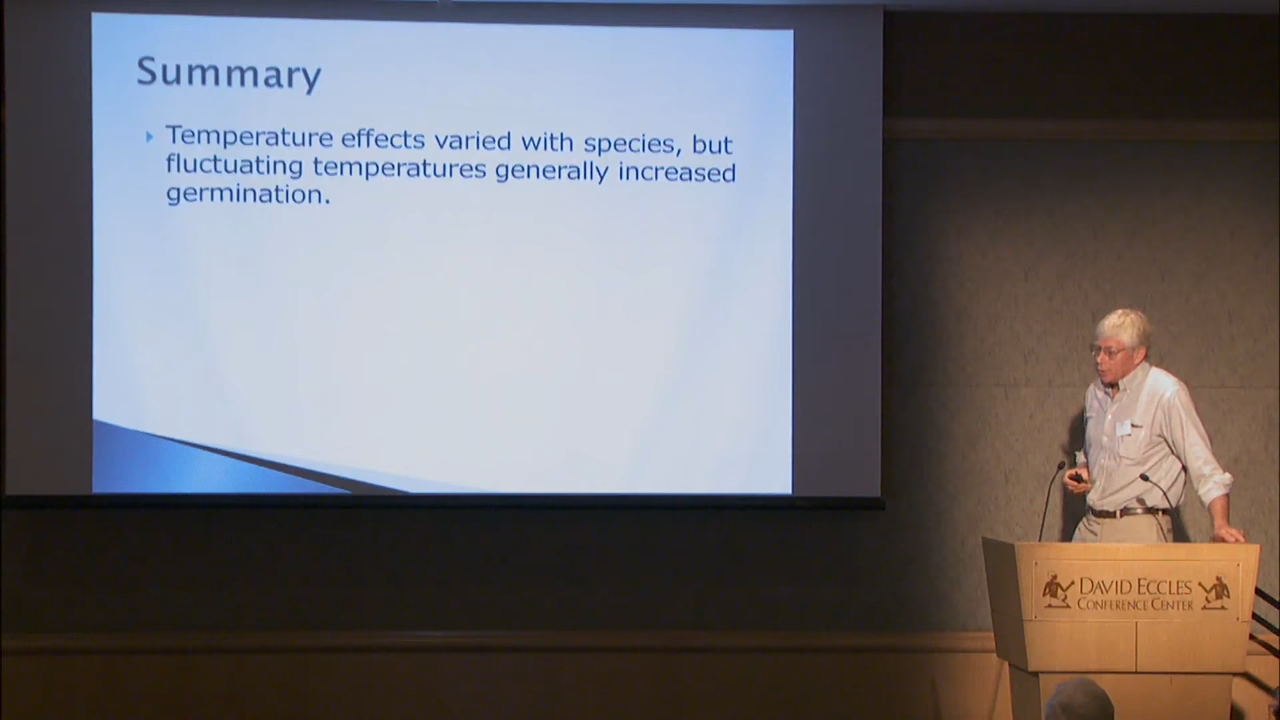 Summary
Temperature effects varied with species, but
fluctuating temperatures generally increased
germination.
DAVID ECCLES
CONFERENCE CENTER